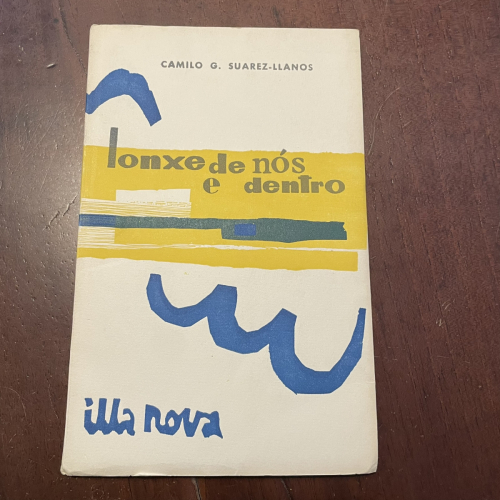 CAMILO G. SUAREZ-LLANOS
lonxe de nós
e dentro
illa nova